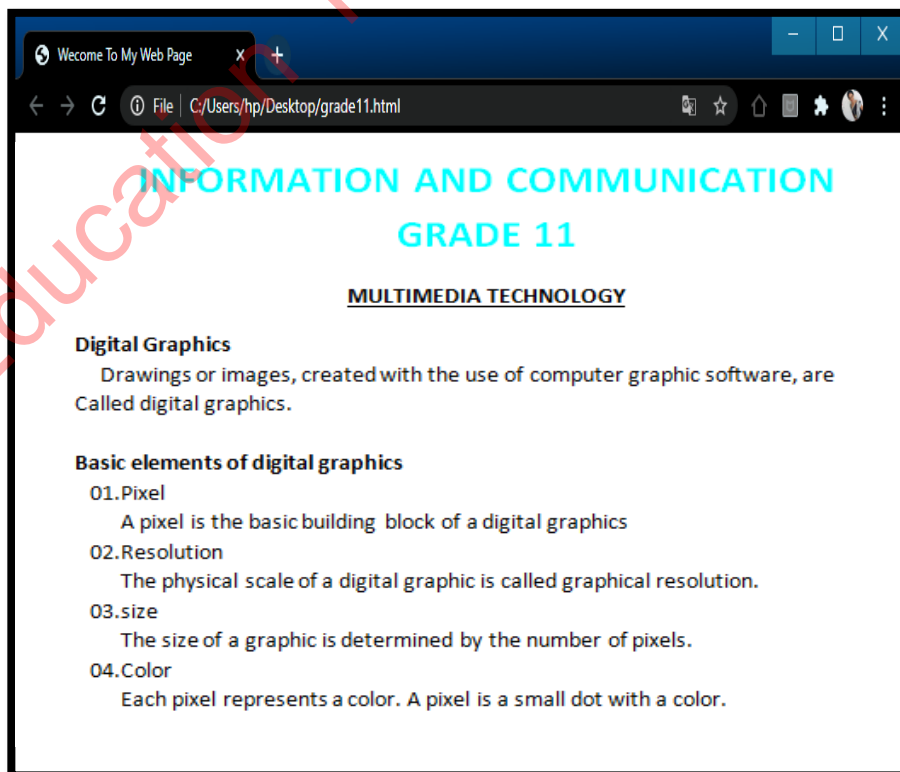 Wecome To My Web Page
File C:/Users/hp/Desktop/grade11.html
INFORMATION AND COMMUNICATION
GRADE 11
MULTIMEDIA TECHNOLOGY
Digital Graphics
Drawings or images, created with the use of computer graphic software, are
Called digital graphics.
Basic elements of digital graphics
01.Pixel
A pixel is the basic building block of a digital graphics
02.Resolution
The physical scale of a digital graphic is called graphical resolution.
03.size
The size of a graphic is determined by the number of pixels.
04.Color
Each pixel represents a color. A pixel is a small dot with a color.
Education